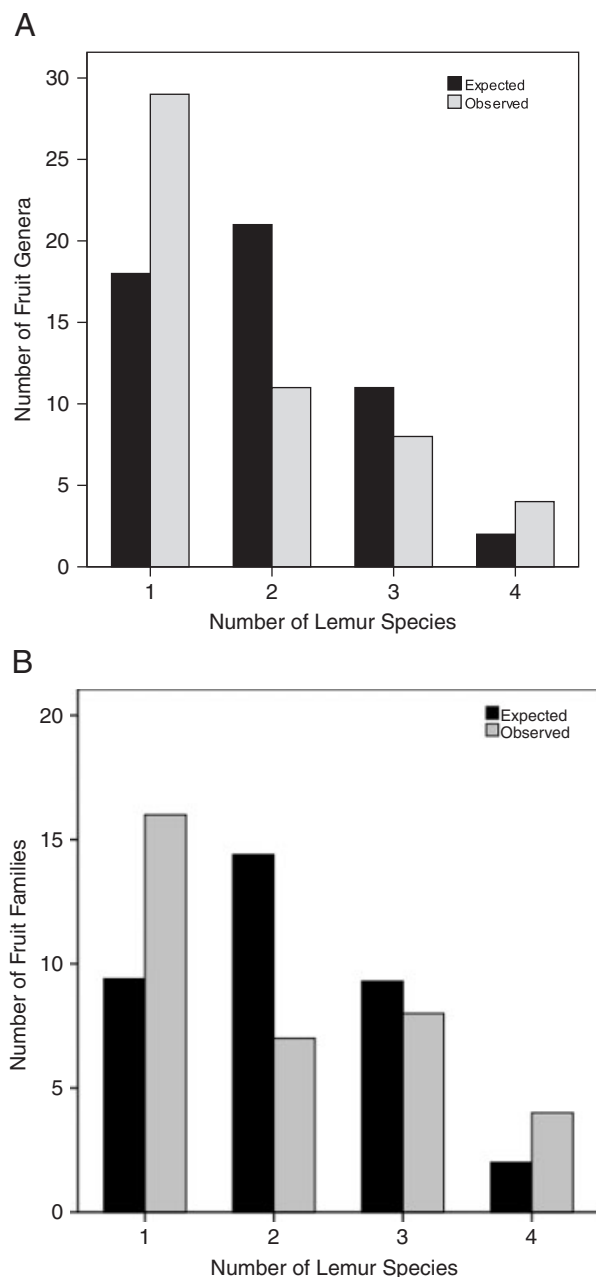 A
30
25
20
15
10
5
0
Number of Fruit Genera
Expected
Observed
1 2 3 4
Number of Lemur Species
B
20
15
10
5
0
Number of Fruit Families
Expected
Observed
1 2 3 4
Number of Lemur Species